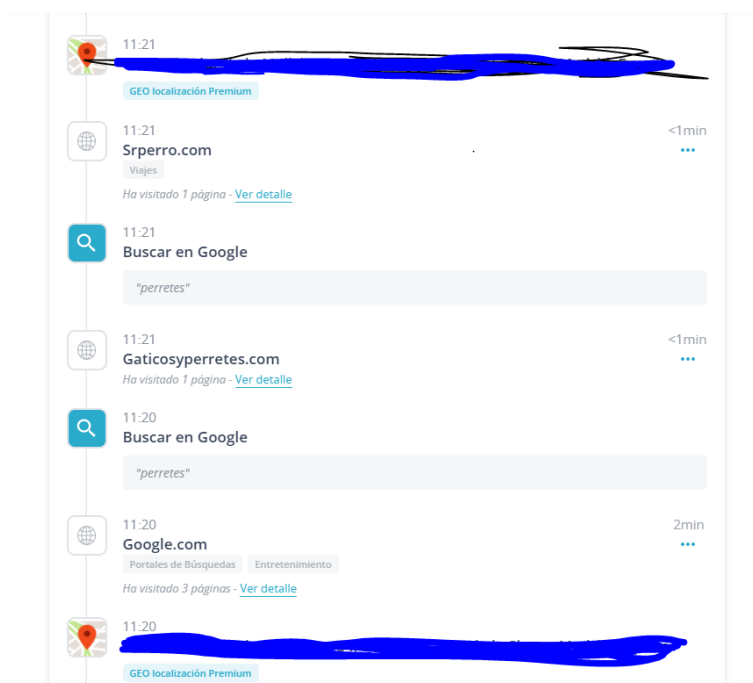 11:21
GEO localización Premium
11:21 <1min
Srperro.com
Viajes
Ha visitado 1 página - Ver detalle
11:21
Buscar en Google
"perretes"
11:21 <1min
Gaticosyperretes.com
Ha visitado 1 página - Ver detalle
11:20
Buscar en Google
"perretes"
11:20 2min
Google.com
Portales de Búsquedas Entretenimiento
Ha visitado 3 páginas - Ver detalle
11:20
GEO localización Premium